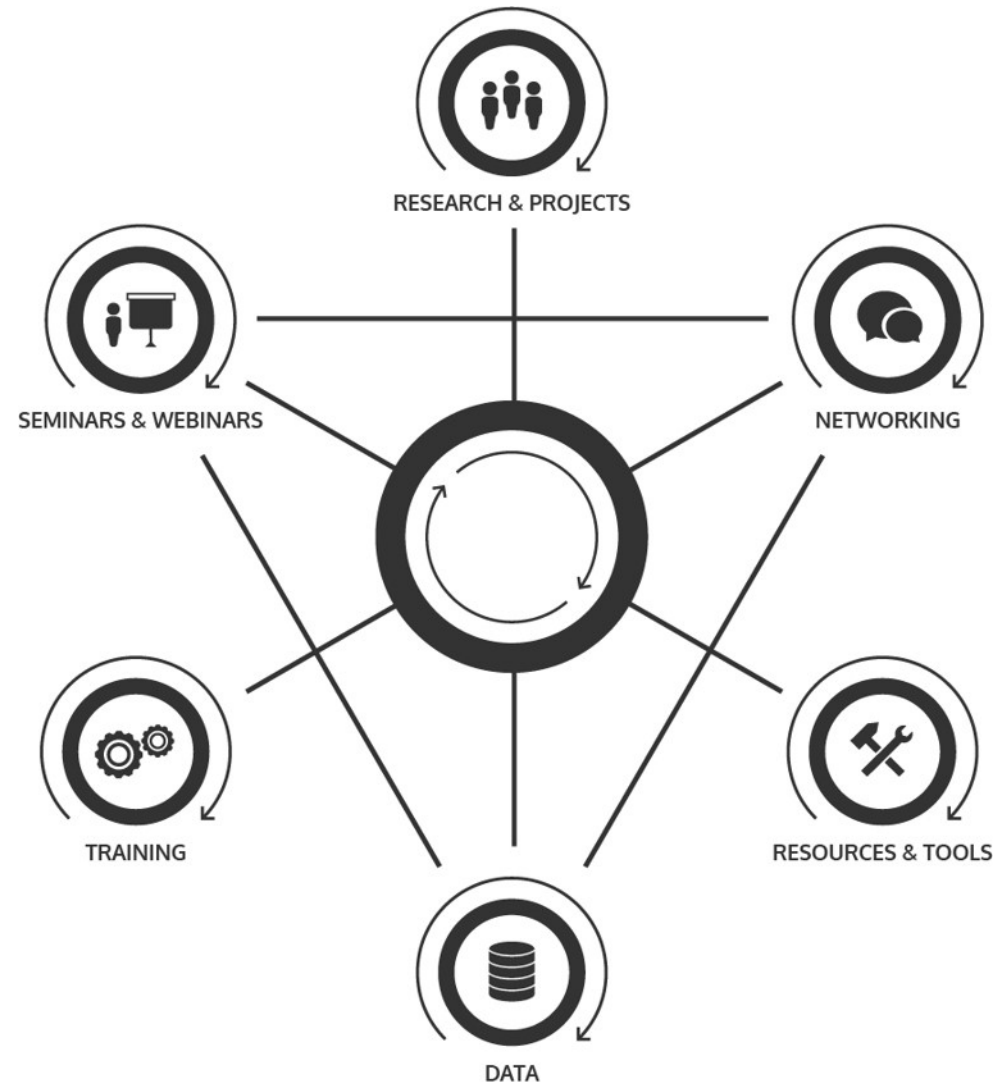 RESEARCH & PROJECTS
SEMINARS & WEBINARS
NETWORKING
TRAINING
RESOURCES & TOOLS
DATA